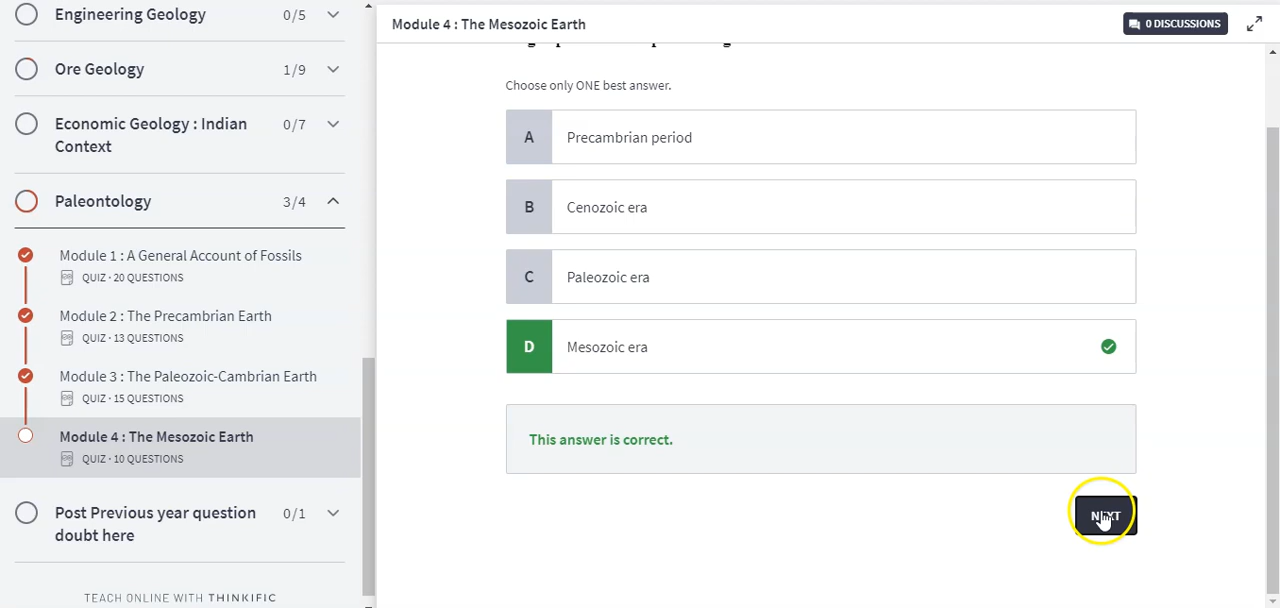 Engineering Geology 0/5
Ore Geology 1/9
Economic Geology : Indian 0/7
Context
Paleontology 3/4
Module 1 : A General Account of Fossils
QUIZ · 20 QUESTIONS
Module 2 : The Precambrian Earth
QUIZ · 13 QUESTIONS
Module 3 : The Paleozoic-Cambrian Earth
QUIZ · 15 QUESTIONS
Module 4 : The Mesozoic Earth
QUIZ · 10 QUESTIONS
Post Previous year question 0/1
doubt here
TEACH ONLINE WITH THINKIFIC
Module 4 : The Mesozoic Earth
0 DISCUSSIONS
Choose only ONE best answer.
A Precambrian period
B Cenozoic era
C Paleozoic era
D Mesozoic era
This answer is correct.
NEXT